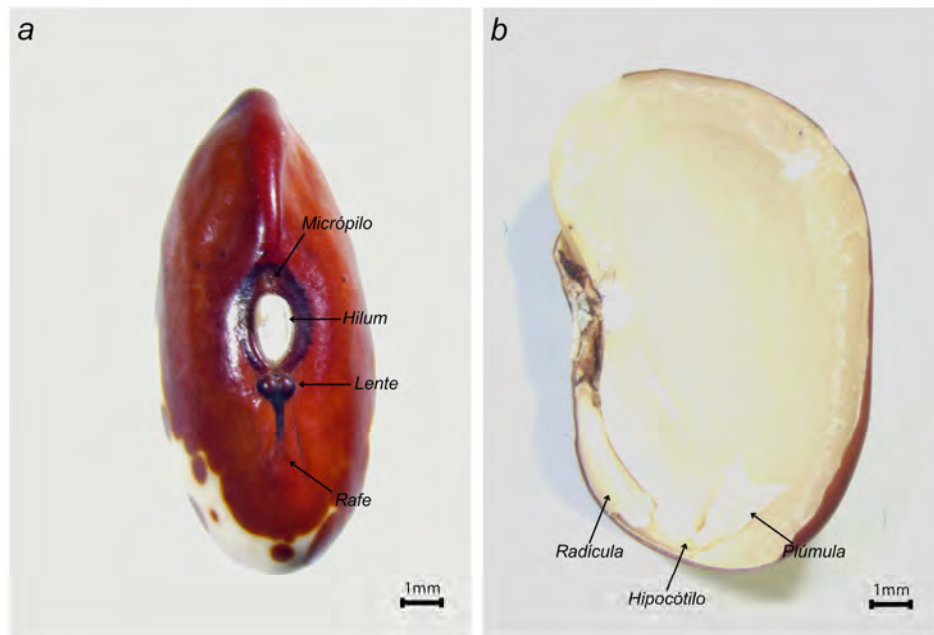 a
Micrópilo
Hilum
Lente
Rafe
1mm
b
Radícula
Plúmula
Hipocótilo
1mm